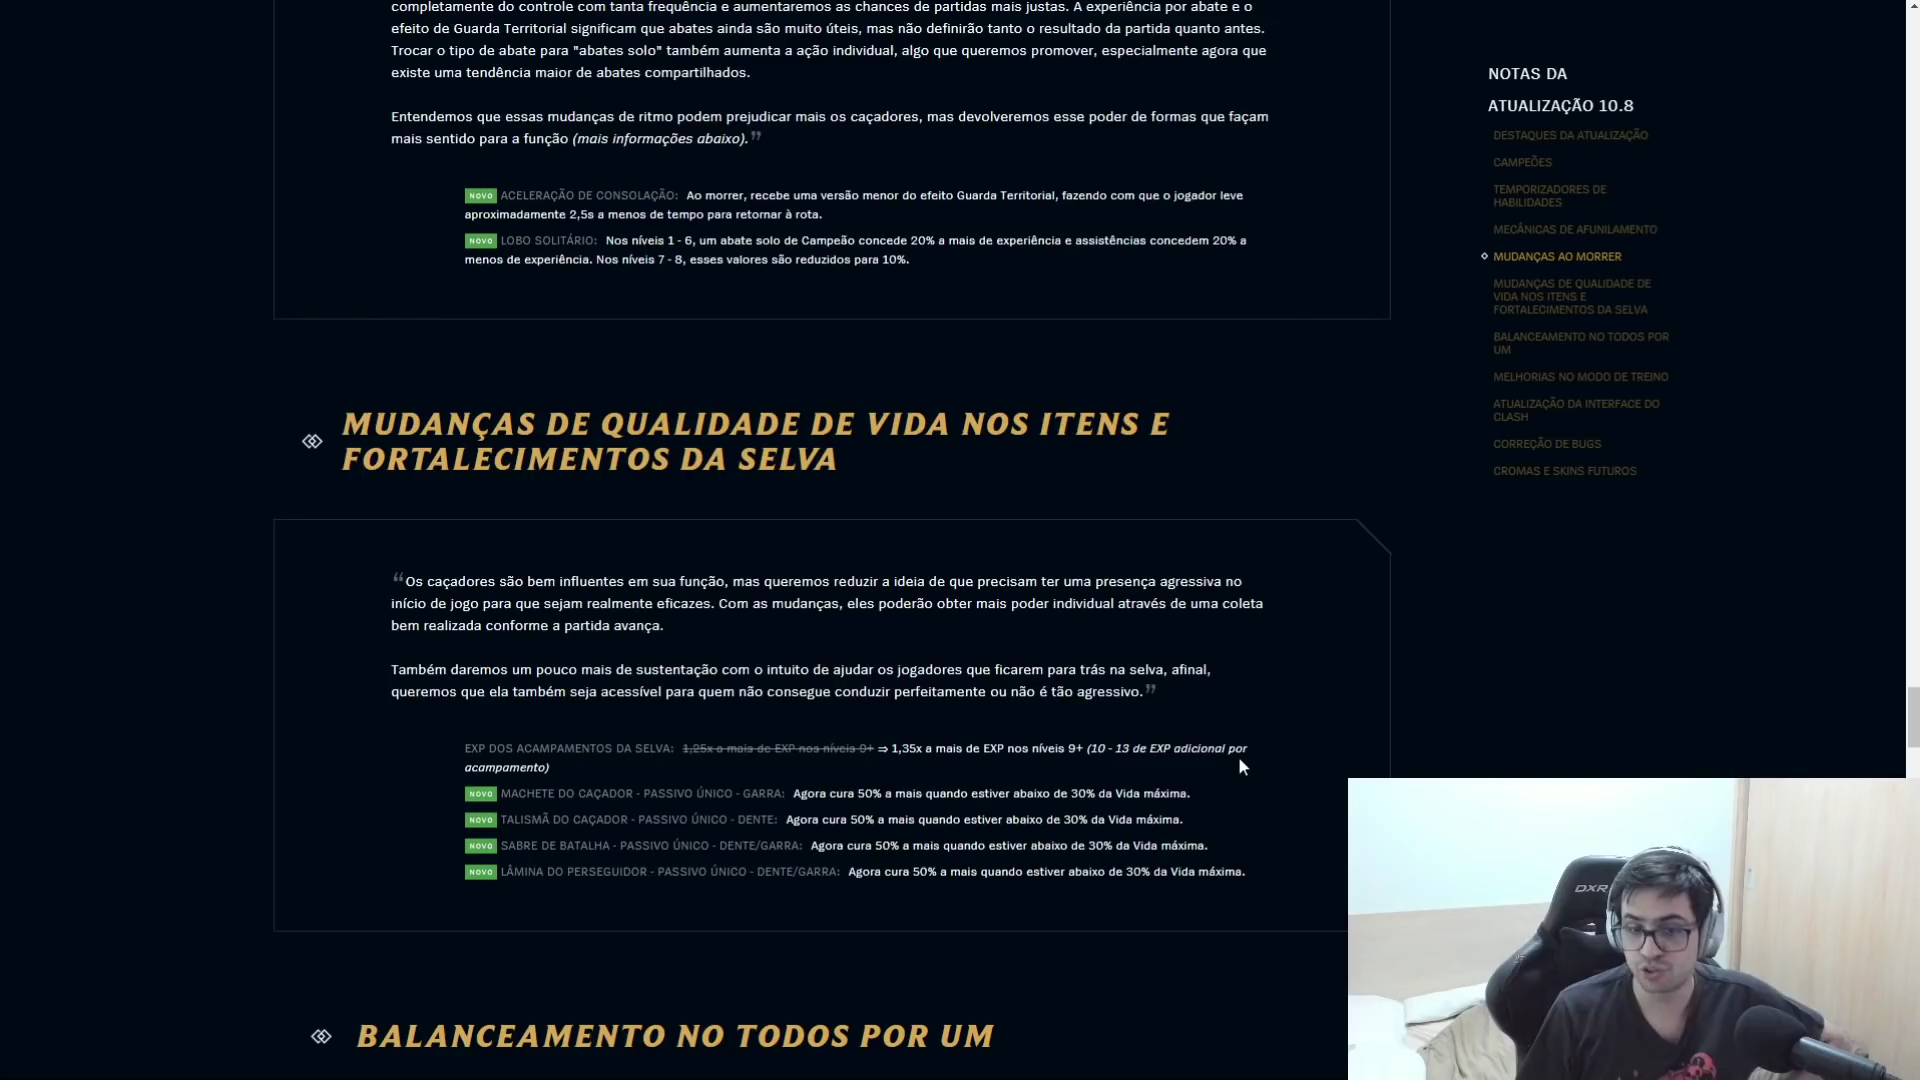 completamente do controle com tanta frequência e aumentaremos as chances de partidas mais justas. A experiência por abate e o
efeito de Guarda Territorial significam que abates ainda são muito úteis, mas não definirão tanto o resultado da partida quanto antes.
Trocar o tipo de abate para "abates solo" também aumenta a ação individual, algo que queremos promover, especialmente agora que
existe uma tendência maior de abates compartilhados.
Entendemos que essas mudanças de ritmo podem prejudicar mais os caçadores, mas devolveremos esse poder de formas que façam
mais sentido para a função (mais informações abaixo).”
NOVO ACELERAÇÃO DE CONSOLAÇÃO: Ao morrer, recebe uma versão menor do efeito Guarda Territorial, fazendo com que o jogador leve
aproximadamente 2,5s a menos de tempo para retornar à rota.
NOVO LOBO SOLITÁRIO: Nos níveis 1 - 6, um abate solo de Campeão concede 20% a mais de experiência e assistências concedem 20% a
menos de experiência. Nos níveis 7 - 8, esses valores são reduzidos para 10%.
MUDANÇAS DE QUALIDADE DE VIDA NOS ITENS E
FORTALECIMENTOS DA SELVA
“Os caçadores são bem influentes em sua função, mas queremos reduzir a ideia de que precisam ter uma presença agressiva no
início de jogo para que sejam realmente eficazes. Com as mudanças, eles poderão obter mais poder individual através de uma coleta
bem realizada conforme a partida avança.
Também daremos um pouco mais de sustentação com o intuito de ajudar os jogadores que ficarem para trás na selva, afinal,
queremos que ela também seja acessível para quem não consegue conduzir perfeitamente ou não é tão agressivo.”
EXP DOS ACAMPAMENTOS DA SELVA: 1,25x a mais de EXP nos níveis 9+ ⇒ 1,35x a mais de EXP nos níveis 9+ (10 - 13 de EXP adicional por
acampamento)
NOVO MACHETE DO CAÇADOR - PASSIVO ÚNICO - GARRA: Agora cura 50% a mais quando estiver abaixo de 30% da Vida máxima.
NOVO TALISMÃ DO CAÇADOR - PASSIVO ÚNICO - DENTE: Agora cura 50% a mais quando estiver abaixo de 30% da Vida máxima.
NOVO SABRE DE BATALHA - PASSIVO ÚNICO - DENTE/GARRA: Agora cura 50% a mais quando estiver abaixo de 30% da Vida máxima.
NOVO LÂMINA DO PERSEGUIDOR - PASSIVO ÚNICO - DENTE/GARRA: Agora cura 50% a mais quando estiver abaixo de 30% da Vida máxima.
BALANCEAMENTO NO TODOS POR UM
NOTAS DA
ATUALIZAÇÃO 10.8
DESTAQUES DA ATUALIZAÇÃO
CAMPEÕES
TEMPORIZADORES DE
HABILIDADES
MECÂNICAS DE AFUNILAMENTO
MUDANÇAS AO MORRER
MUDANÇAS DE QUALIDADE DE
VIDA NOS ITENS E
FORTALECIMENTOS DA SELVA
BALANCEAMENTO NO TODOS POR
UM
MELHORIAS NO MODO DE TREINO
ATUALIZAÇÃO DA INTERFACE DO
CLASH
CORREÇÃO DE BUGS
CROMAS E SKINS FUTUROS
DXR